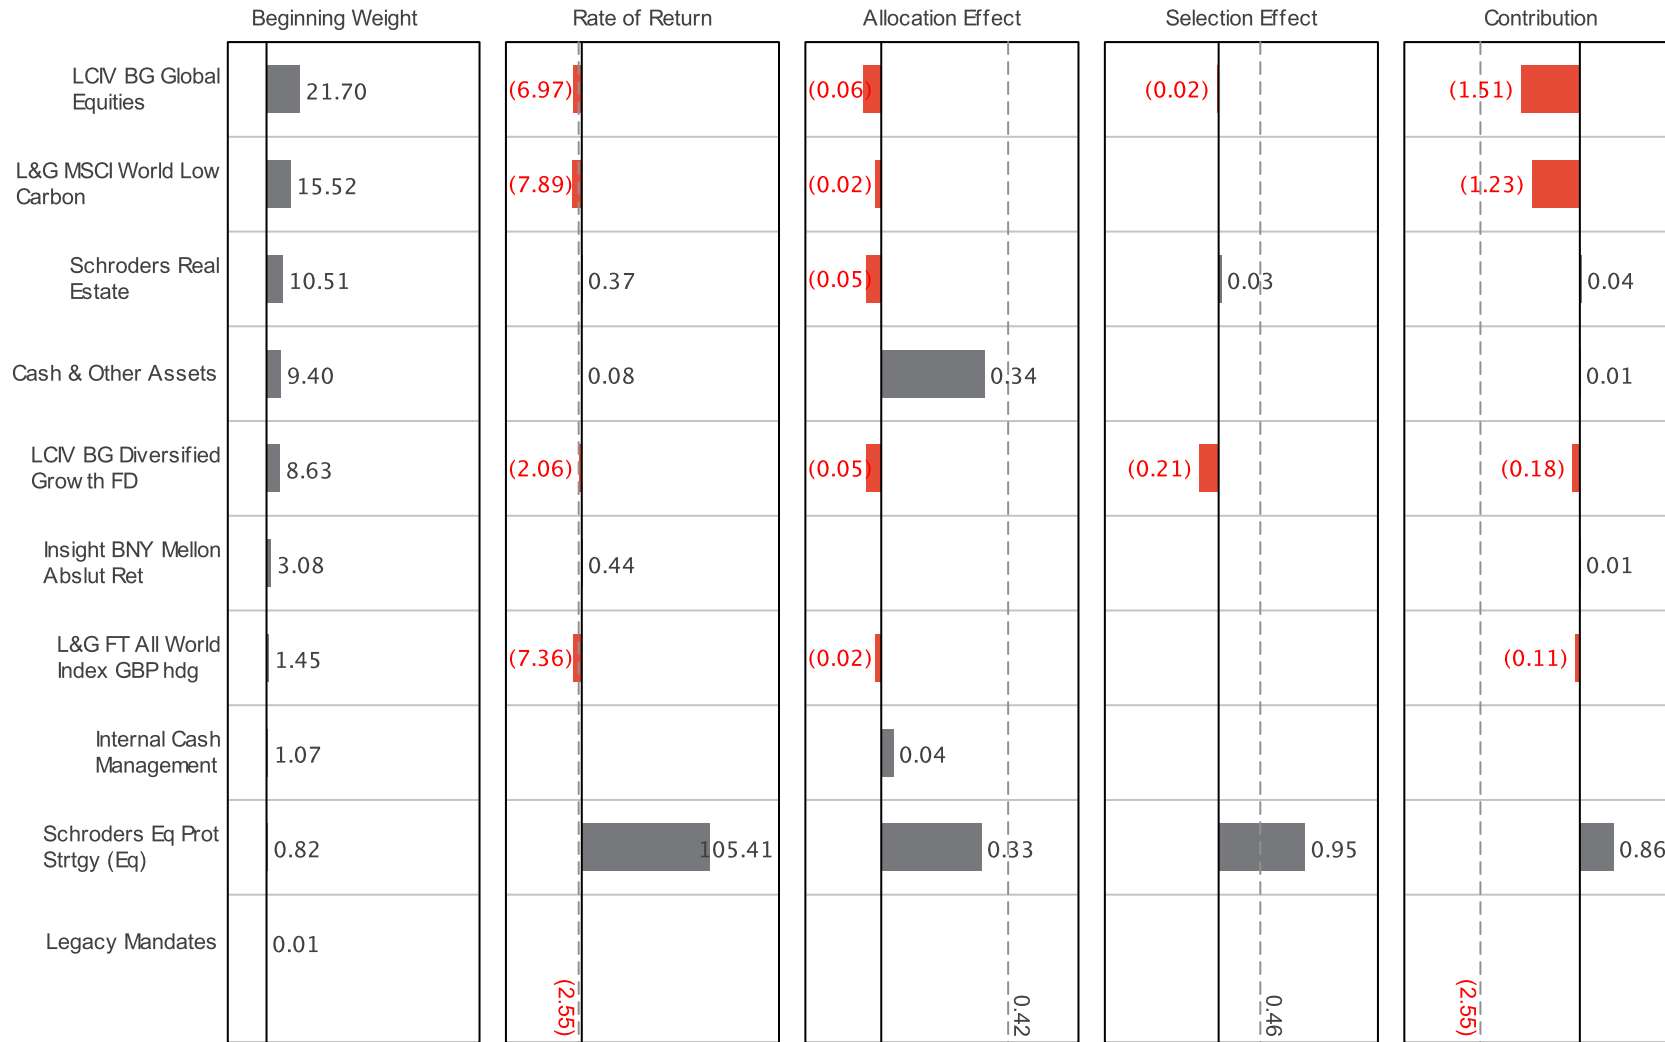 Beginning Weight Rate of Return Allocation Effect Selection Effect Contribution
LCIV BG Global
Equities
21.70 (6.97) (0.06) (0.02) (1.51)
L&G MSCI World Low
Carbon
15.52 (7.89) (0.02) (1.23)
Schroders Real
Estate
10.51 0.37 (0.05) 0.03 0.04
Cash & Other Assets 9.40 0.08 0.34 0.01
LCIV BG Diversified
Growth FD
8.63 (2.06) (0.05) (0.21) (0.18)
Insight BNY Mellon
Abslut Ret
3.08 0.44 0.01
L&G FT All World
Index GBP hdg
1.45 (7.36) (0.02) (0.11)
Internal Cash
Management
1.07 0.04
Schroders Eq Prot
Strtgy (Eq)
0.82 105.41 0.33 0.95 0.86
Legacy Mandates 0.01
(2.55) 0.42 0.46 (2.55)